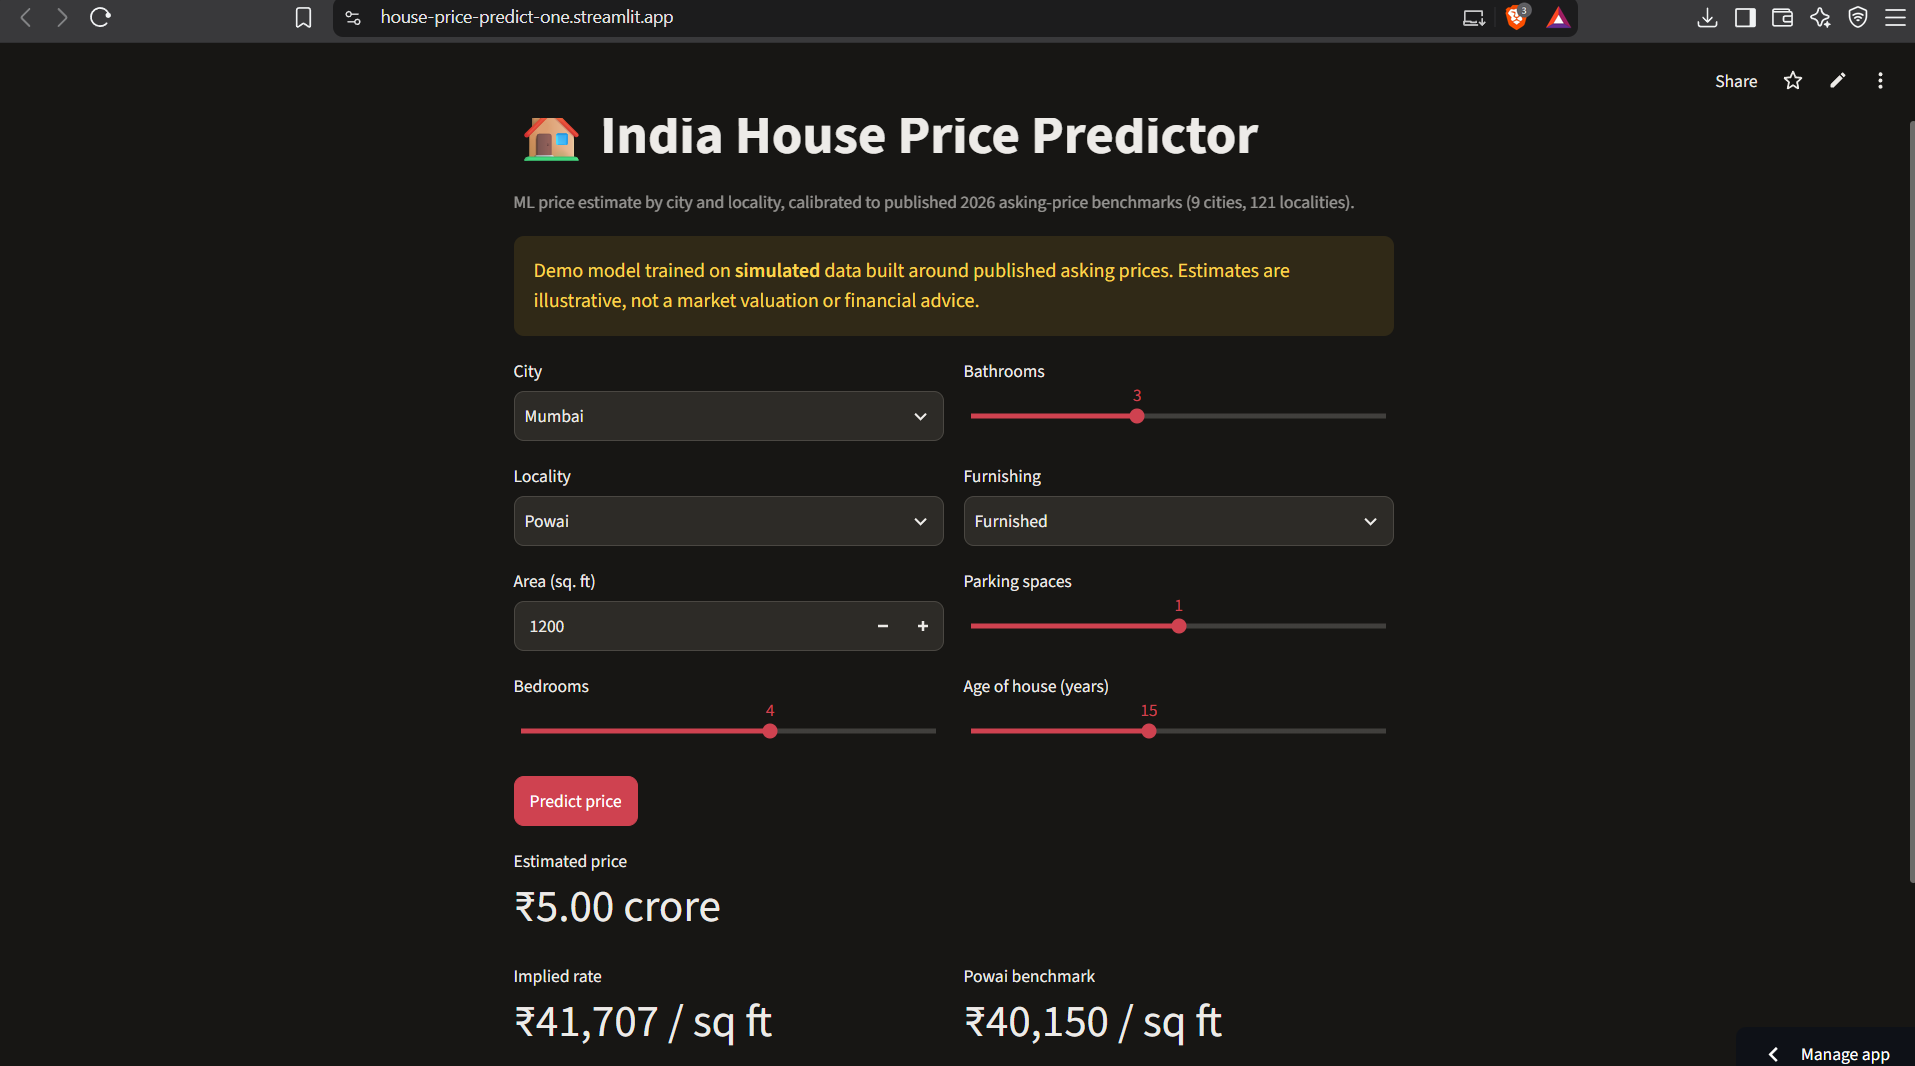 house-price-predict-one.streamlit.app
3
Share
India House Price Predictor
ML price estimate by city and locality, calibrated to published 2026 asking-price benchmarks (9 cities, 121 localities).
Demo model trained on simulated data built around published asking prices. Estimates are
illustrative, not a market valuation or financial advice.
City
Mumbai
Bathrooms
3
Locality
Powai
Furnishing
Furnished
Area (sq. ft)
1200
Parking spaces
1
Bedrooms
4
Age of house (years)
15
Predict price
Estimated price
₹5.00 crore
Implied rate
₹41,707 / sq ft
Powai benchmark
₹40,150 / sq ft
Manage app